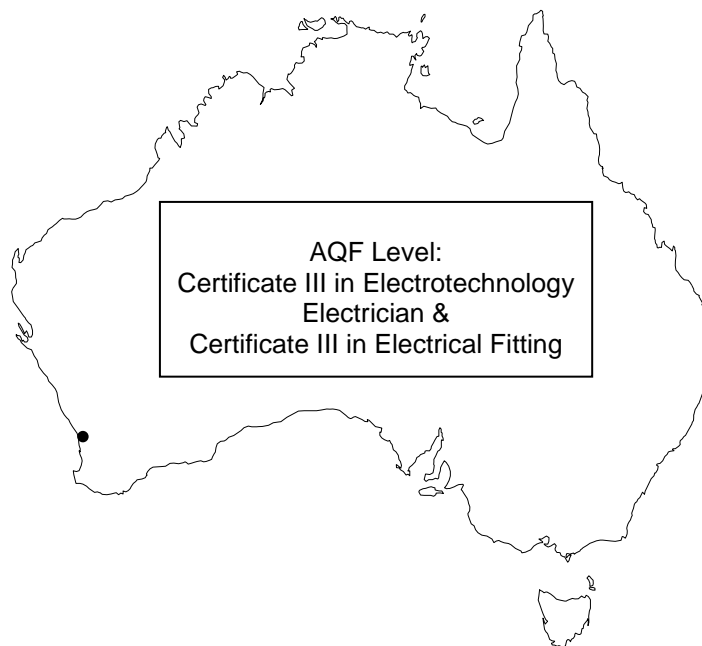 AQF Level:
Certificate III in Electrotechnology
Electrician &
Certificate III in Electrical Fitting